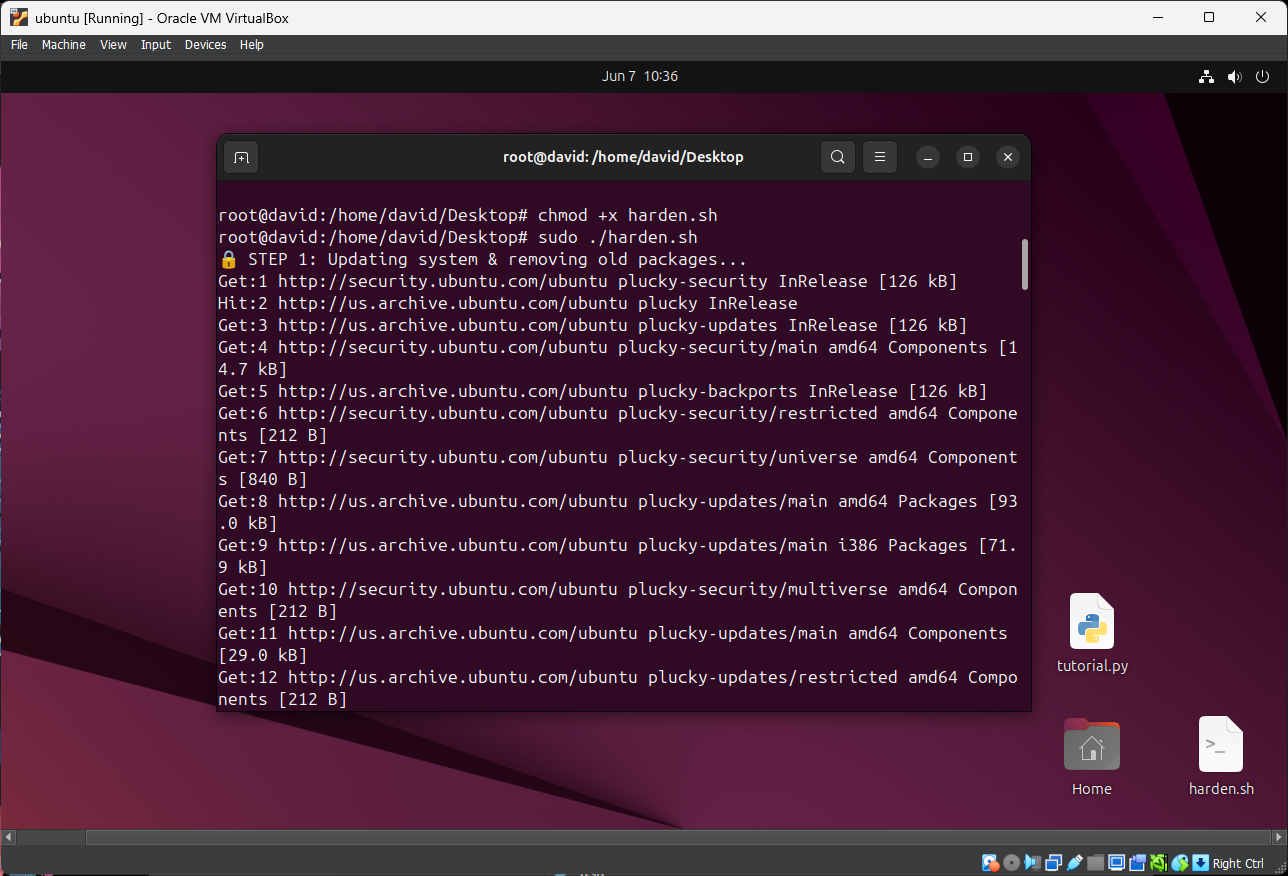 ubuntu [Running] - Oracle VM VirtualBox
File Machine View Input Devices Help
Jun 7 10:36
root@david: /home/david/Desktop
root@david:/home/david/Desktop# chmod +x harden.sh
root@david:/home/david/Desktop# sudo ./harden.sh
🔒 STEP 1: Updating system & removing old packages...
Get:1 http://security.ubuntu.com/ubuntu plucky-security InRelease [126 kB]
Hit:2 http://us.archive.ubuntu.com/ubuntu plucky InRelease
Get:3 http://us.archive.ubuntu.com/ubuntu plucky-updates InRelease [126 kB]
Get:4 http://security.ubuntu.com/ubuntu plucky-security/main amd64 Components [1
4.7 kB]
Get:5 http://us.archive.ubuntu.com/ubuntu plucky-backports InRelease [126 kB]
Get:6 http://security.ubuntu.com/ubuntu plucky-security/restricted amd64 Compone
nts [212 B]
Get:7 http://security.ubuntu.com/ubuntu plucky-security/universe amd64 Component
s [840 B]
Get:8 http://us.archive.ubuntu.com/ubuntu plucky-updates/main amd64 Packages [93
.0 kB]
Get:9 http://us.archive.ubuntu.com/ubuntu plucky-updates/main i386 Packages [71.
9 kB]
Get:10 http://security.ubuntu.com/ubuntu plucky-security/multiverse amd64 Compon
ents [212 B]
Get:11 http://us.archive.ubuntu.com/ubuntu plucky-updates/main amd64 Components
[29.0 kB]
Get:12 http://us.archive.ubuntu.com/ubuntu plucky-updates/restricted amd64 Compo
nents [212 B]
tutorial.py
>_
Home
harden.sh
Right Ctrl